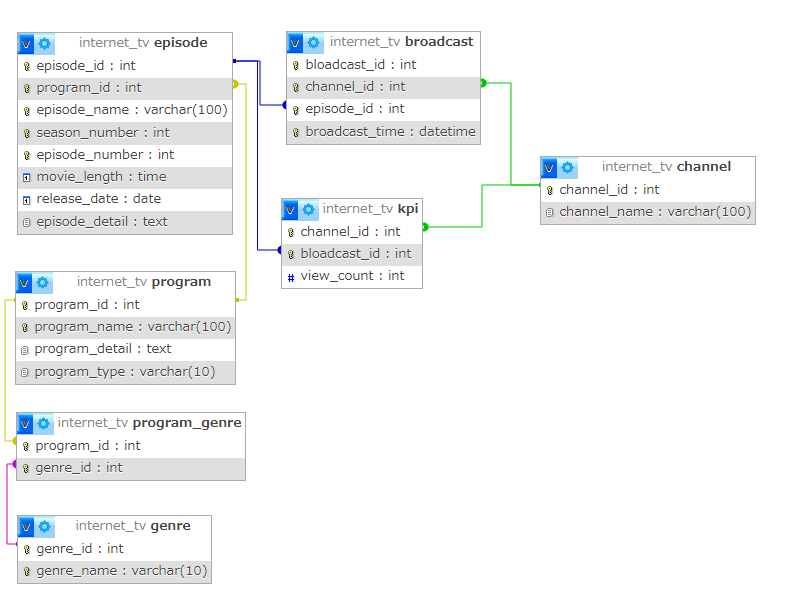 internet_tv episode
episode_id : int
program_id : int
episode_name : varchar(100)
season_number : int
episode_number : int
movie_length : time
release_date : date
episode_detail : text
internet_tv broadcast
bloadcast_id : int
channel_id : int
episode_id : int
broadcast_time : datetime
internet_tv kpi
channel_id : int
bloadcast_id : int
# view_count : int
internet_tv channel
channel_id : int
channel_name : varchar(100)
internet_tv program
program_id : int
program_name : varchar(100)
program_detail : text
program_type : varchar(10)
internet_tv program_genre
program_id : int
genre_id : int
internet_tv genre
genre_id : int
genre_name : varchar(10)